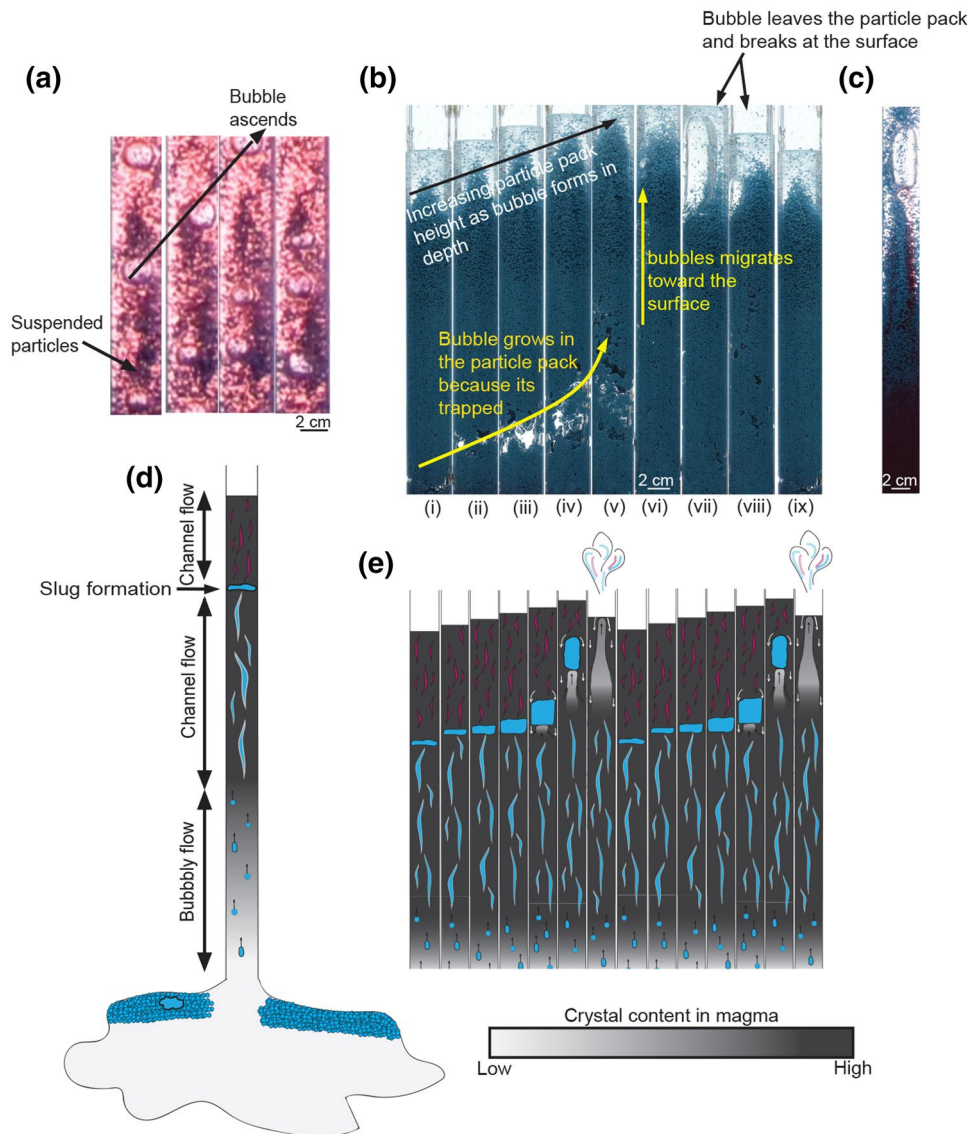 (a)
Bubble
ascends
Suspended
particles
2 cm
(b)
Bubble leaves the particle pack
and breaks at the surface
Increasing particle pack
height as bubble forms in
depth
bubbles migrates
toward the
surface
Bubble grows in
the particle pack
because its
trapped
2 cm
(i)
(ii)
(iii)
(iv)
(v)
(vi)
(vii)
(viii)
(ix)
(c)
2 cm
(d)
Channel flow
Slug formation
Channel flow
Bubbbly flow
(e)
Crystal content in magma
Low
High